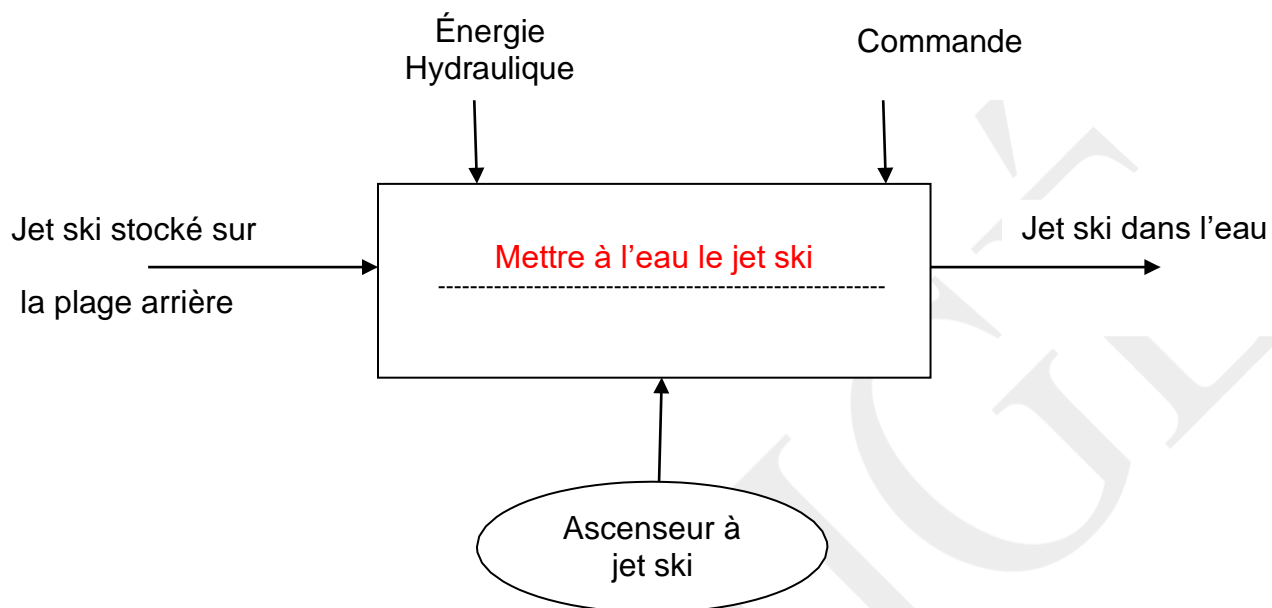 Énergie
Hydraulique
Commande
Jet ski stocké sur
la plage arrière
Mettre à l’eau le jet ski
Jet ski dans l’eau
Ascenseur à
jet ski